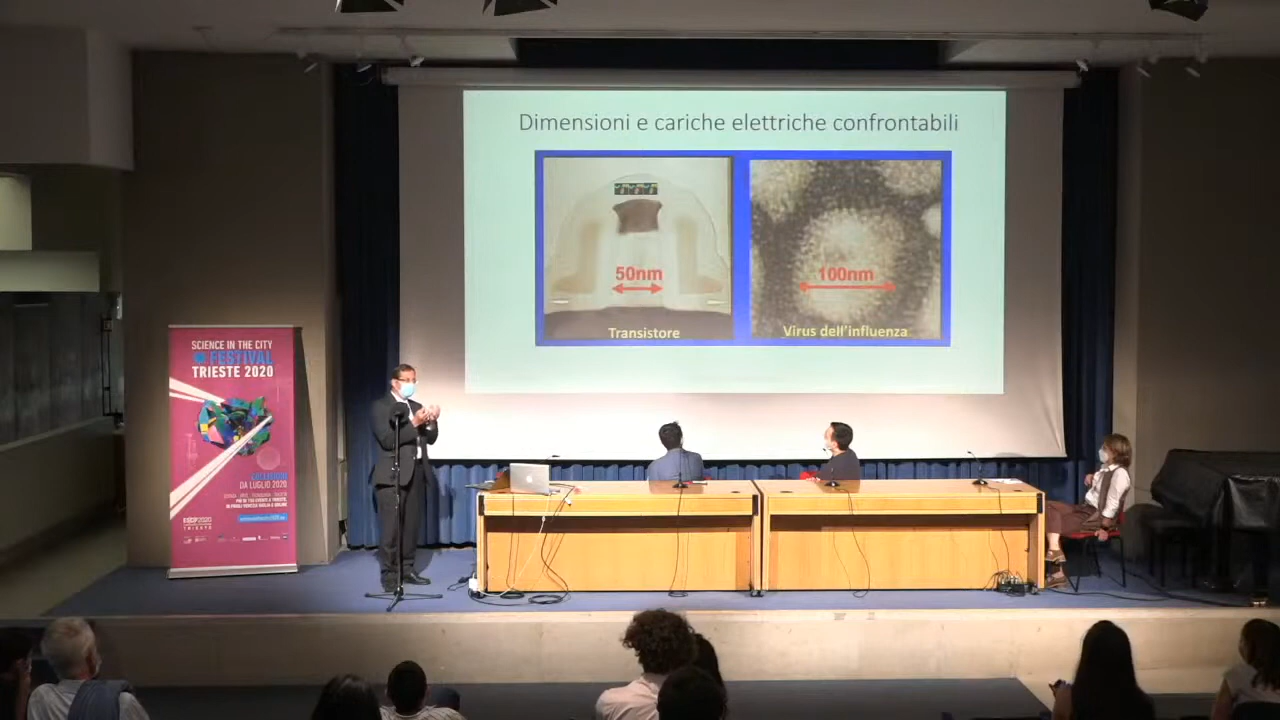 Dimensioni e cariche elettriche confrontabili
50nm
Transistore
100nm
Virus dell'influenza
SCIENCE IN THE CITY
FESTIVAL
TRIESTE 2020
DA LUGLIO 2020
TRIESTE